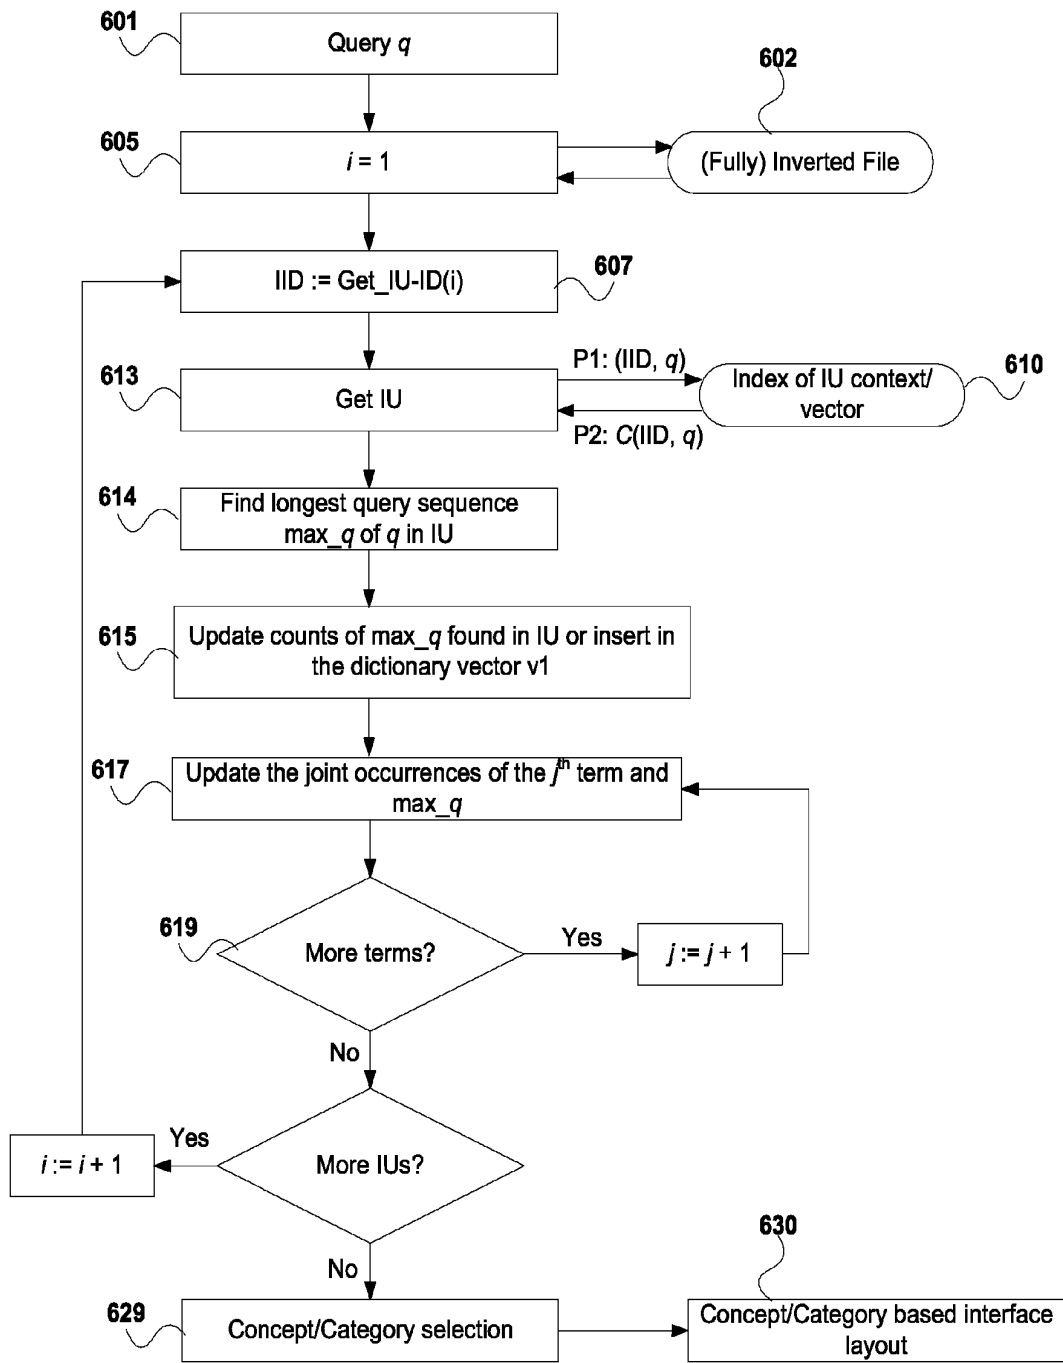 601
Query q
602
605
i = 1
(Fully) Inverted File
607
IID := Get_IU-ID(i)
P1: (IID, q)
610
613
Get IU
Index of IU context/
vector
P2: C(IID, q)
614
Find longest query sequence
max_q of q in IU
615
Update counts of max_q found in IU or insert in
the dictionary vector v1
617
Update the joint occurrences of the jth term and
max_q
619
More terms?
Yes
j := j + 1
No
Yes
i := i + 1
More IUs?
No
630
629
Concept/Category selection
Concept/Category based interface
layout